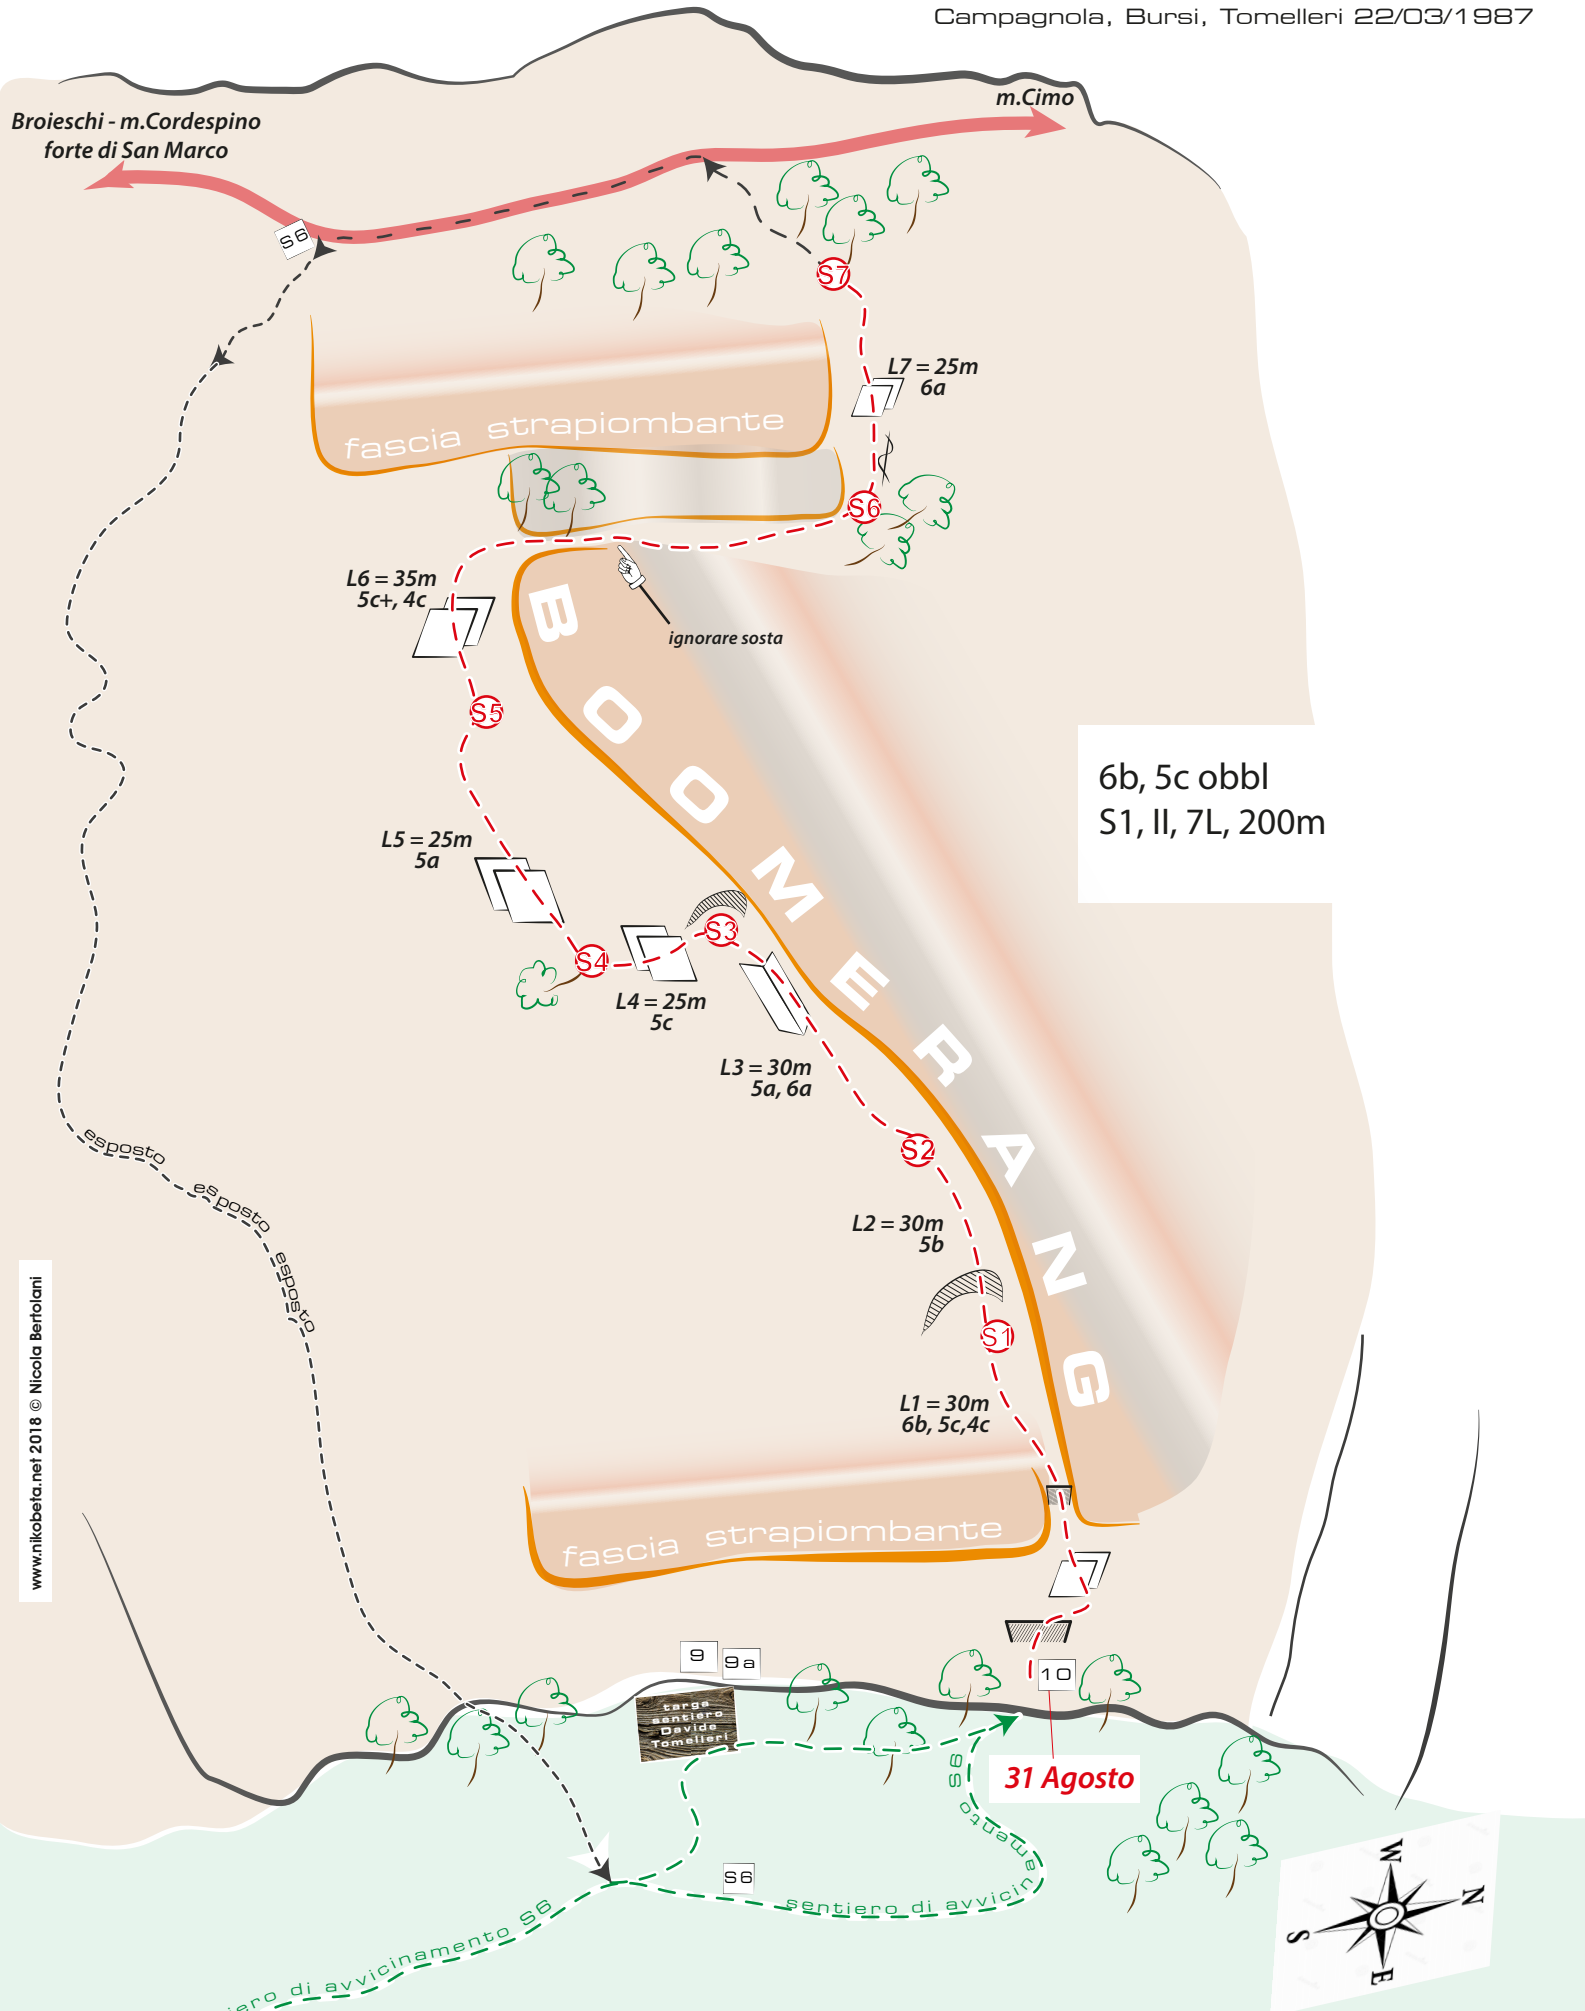 Campagnola, Bursi, Tomelleri 22/03/1987
m.Cimo
Broieschi - m.Cordespino
forte di San Marco
S6
S7
L7 = 25m
6a
fascia strapiombante
S6
L6 = 35m
5c+, 4c
ignorare sosta
BOOMERANG
S5
6b, 5c obbl
S1, II, 7L, 200m
L5 = 25m
5a
S3
S4
L4 = 25m
5c
L3 = 30m
5a, 6a
S2
esposto
esposto
esposto
L2 = 30m
5b
S1
L1 = 30m
6b, 5c,4c
www.nikobeta.net 2018 © Nicola Bertolani
fascia strapiombante
9
9a
10
targa
sentiero
Davide
Tomelleri
31 Agosto
S6
sentiero di avvicinamento S6
iero di avvicinamento S6
W
N
S
E